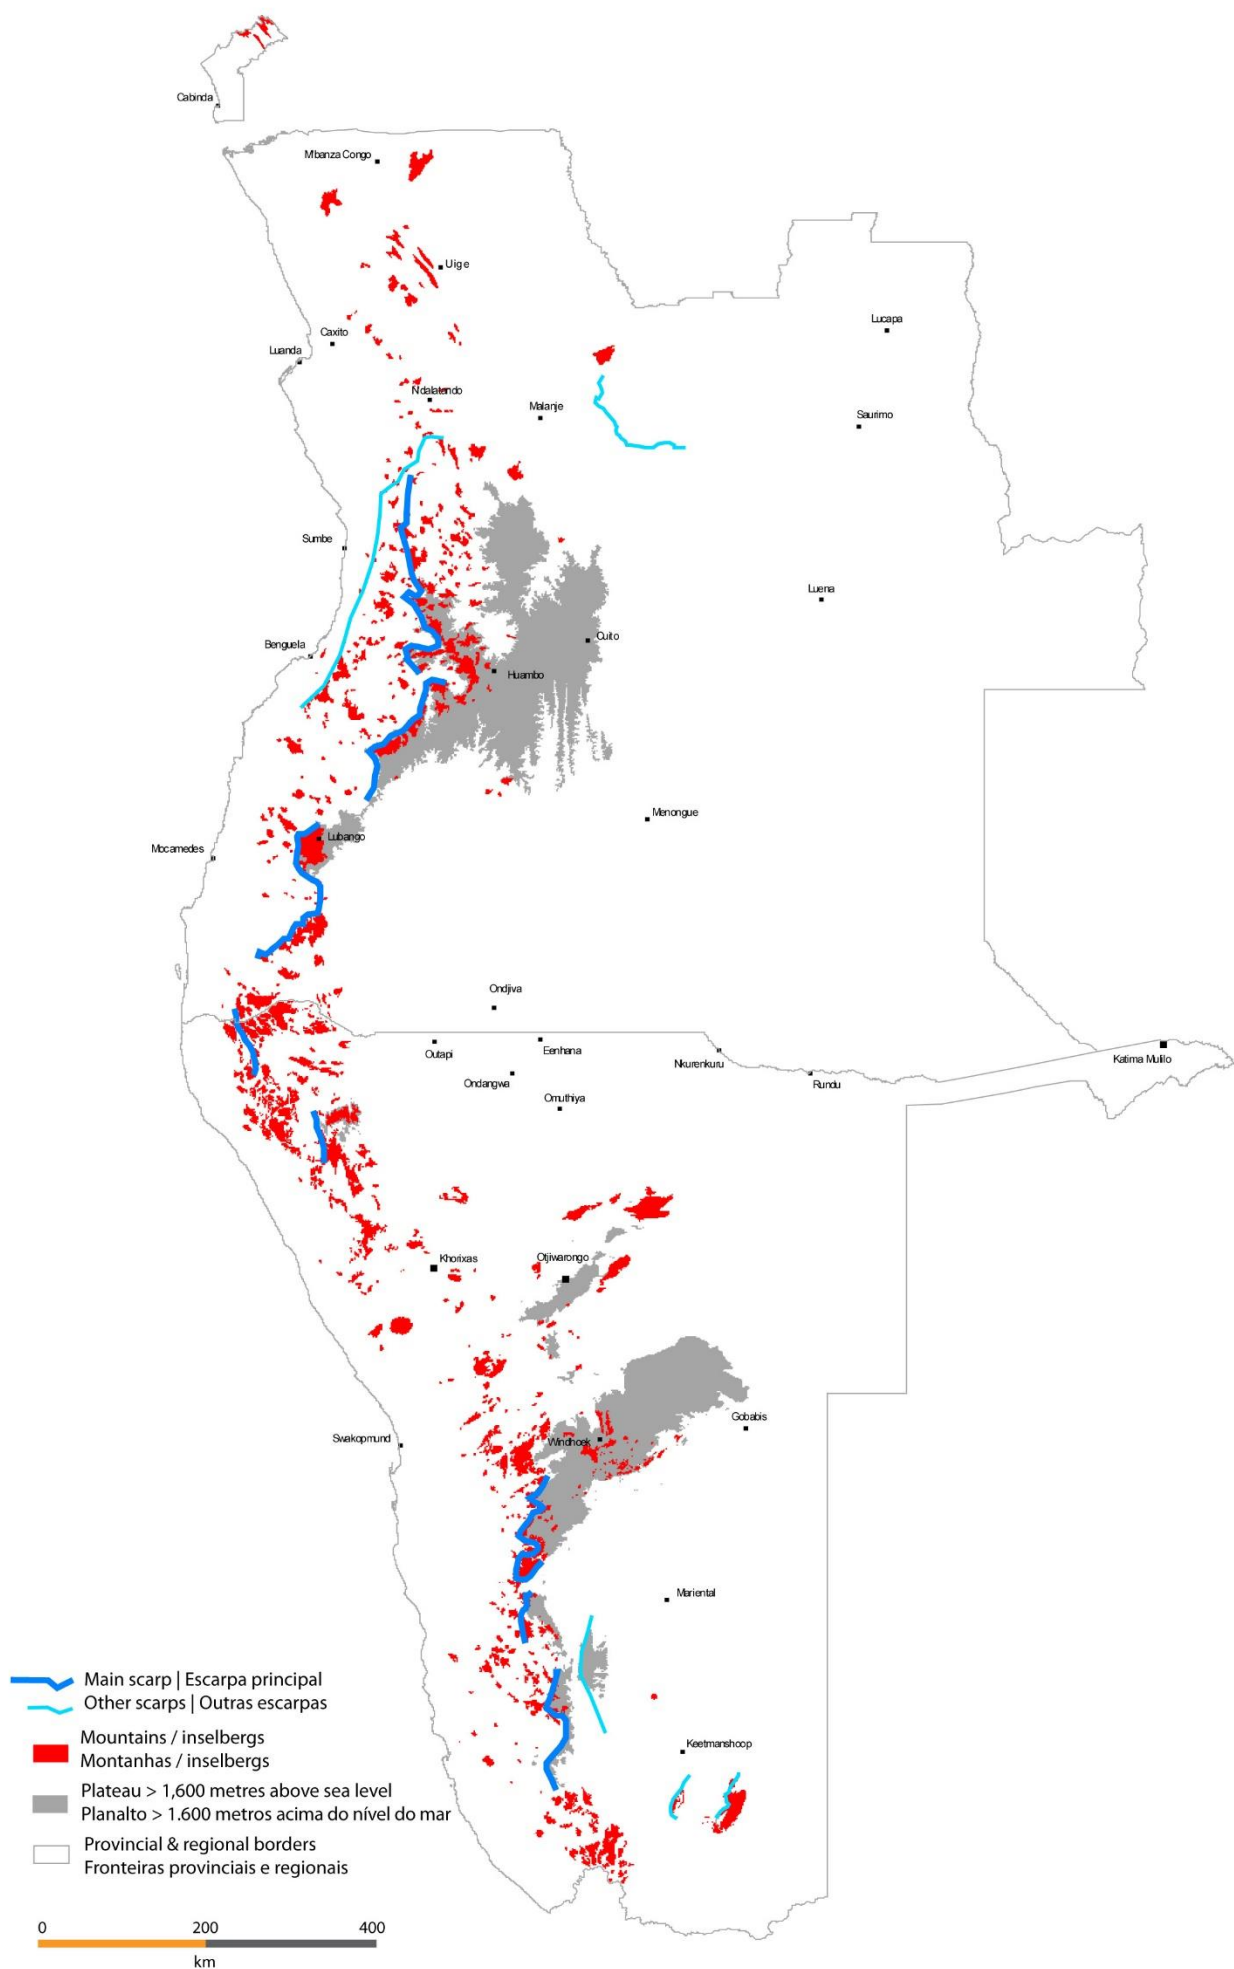 Cabinda
M'banza Congo
Uige
Lucapa
Caxito
Luanda
N'dalatando
Malanje
Saurimo
Sumbe
Luena
Cuito
Benguela
Huambo
Menongue
Lubango
Mocamedes
Ondjiva
Outapi
Eenhana
Nkurenkuru
Katima Mulilo
Ondangwa
Rundu
Omuthiya
Khorixas
Otjiwarongo
Gobabis
Swakopmund
Windhoek
Mariental
Main scarp | Escarpa principal
Other scarps | Outras escarpas
Mountains / inselbergs
Montanhas / inselbergs
Keetmanshoop
Plateau > 1,600 metres above sea level
Planalto > 1.600 metros acima do nível do mar
Provincial & regional borders
Fronteiras provinciais e regionais
0 200 400
km